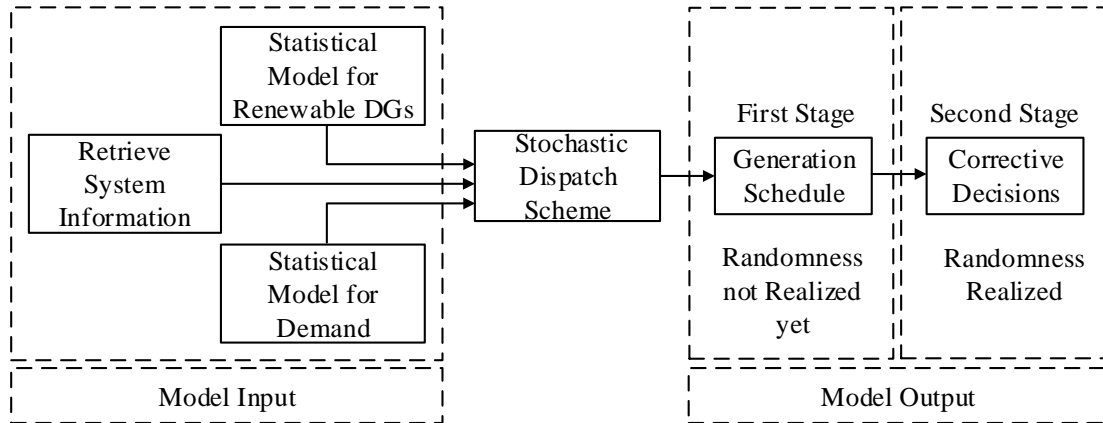 Statistical
Model for
Renewable DGs
Retrieve
System
Information
Statistical
Model for
Demand
Model Input
Stochastic
Dispatch
Scheme
First Stage
Generation
Schedule
Randomness
not Realized
yet
Second Stage
Corrective
Decisions
Randomness
Realized
Model Output